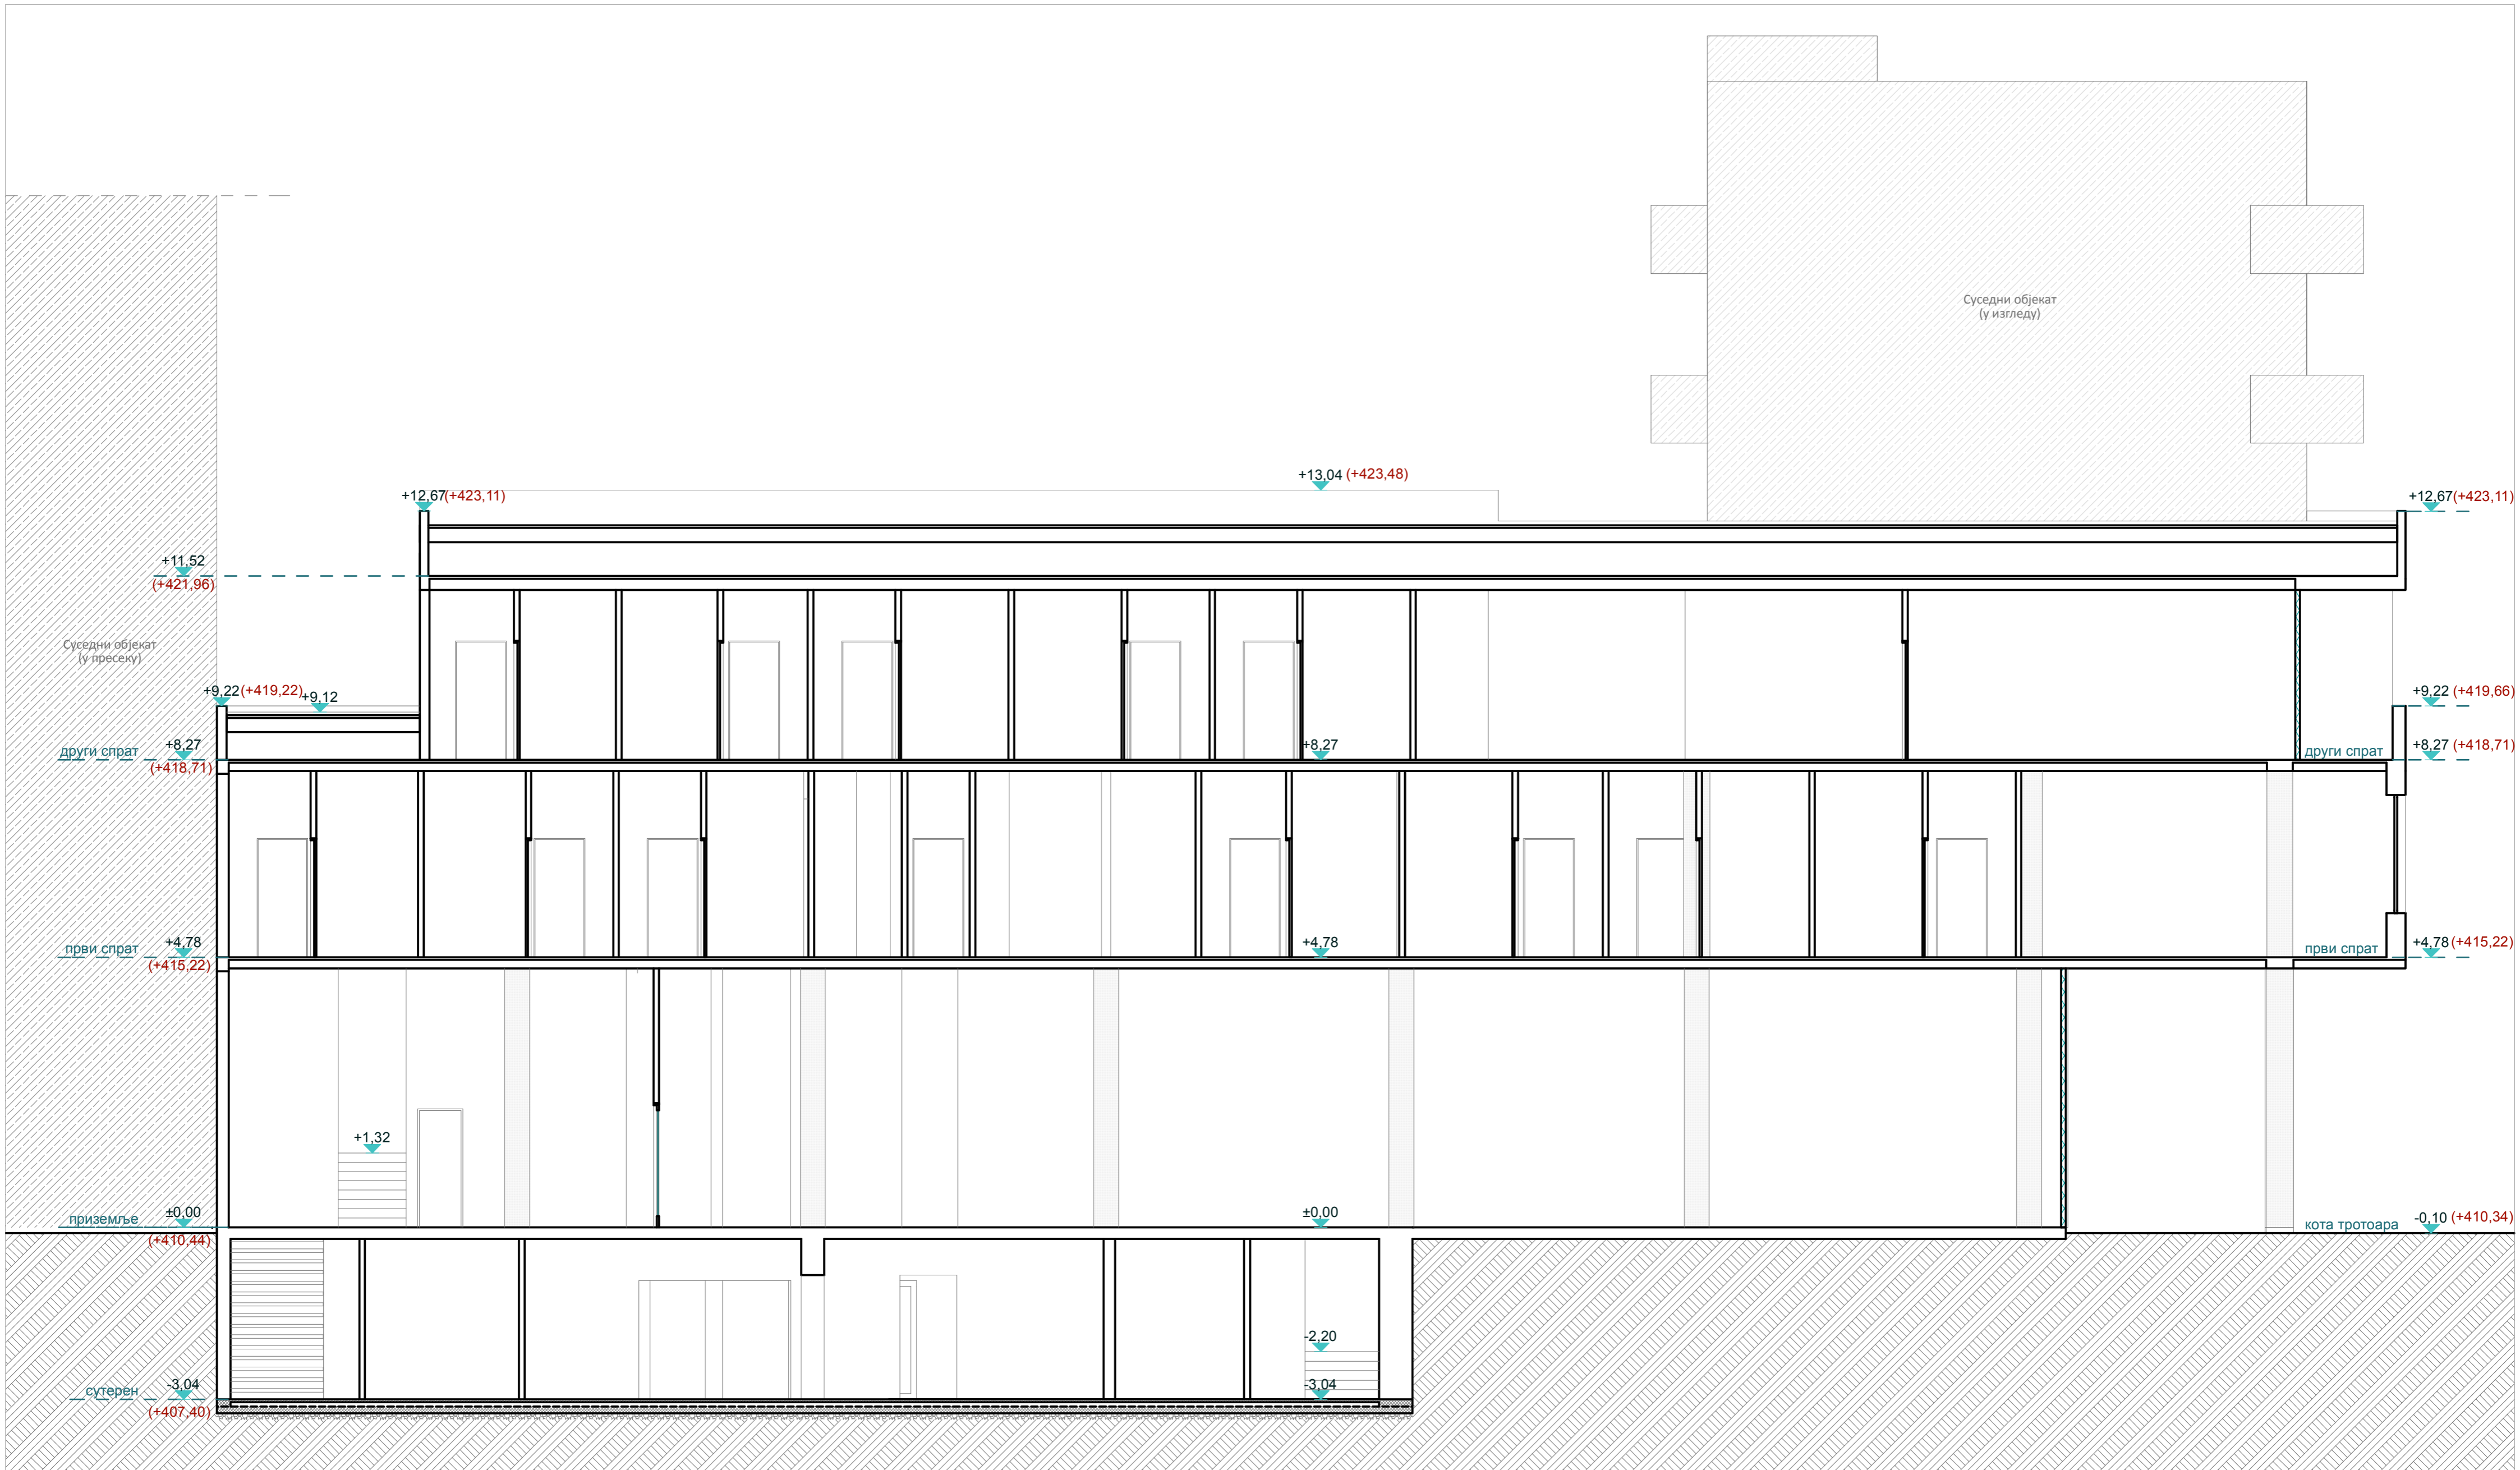 Суседни објекат
(у изгледу)
+13,04 (+423,48)
+12,67(+423,11)
+12,67(+423,11)
+11,52
(+421,96)
Суседни објекат
(у пресеку)
+9,22(+419,22)
+9,12
+9,22 (+419,66)
други спрат
+8,27
(+418,71)
+8,27
други спрат
+8,27 (+418,71)
први спрат
+4,78
(+415,22)
+4,78
први спрат
+4,78 (+415,22)
+1,32
приземље
±0,00
(+410,44)
±0,00
кота тротоара
-0,10 (+410,34)
-2,20
сутерен
-3,04
(+407,40)
-3,04